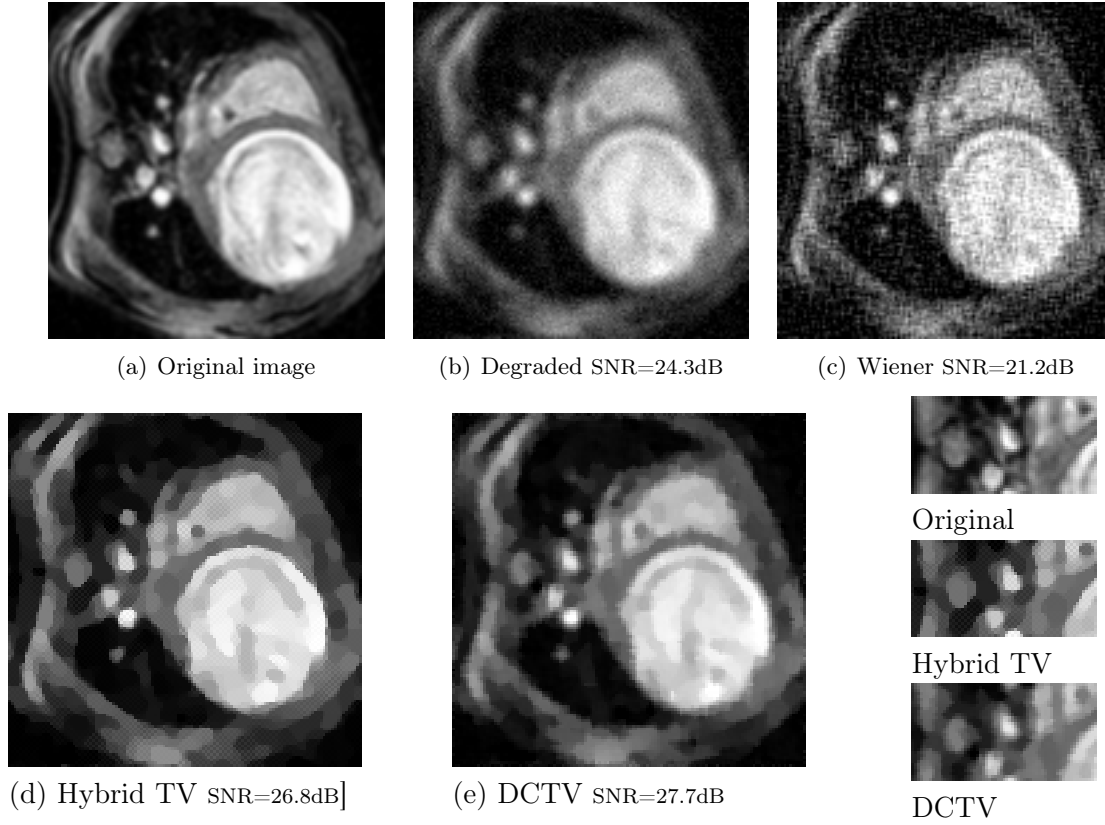 (a) Original image
(b) Degraded SNR=24.3dB
(c) Wiener SNR=21.2dB
Original
Hybrid TV
DCTV
(d) Hybrid TV SNR=26.8dB]
(e) DCTV SNR=27.7dB